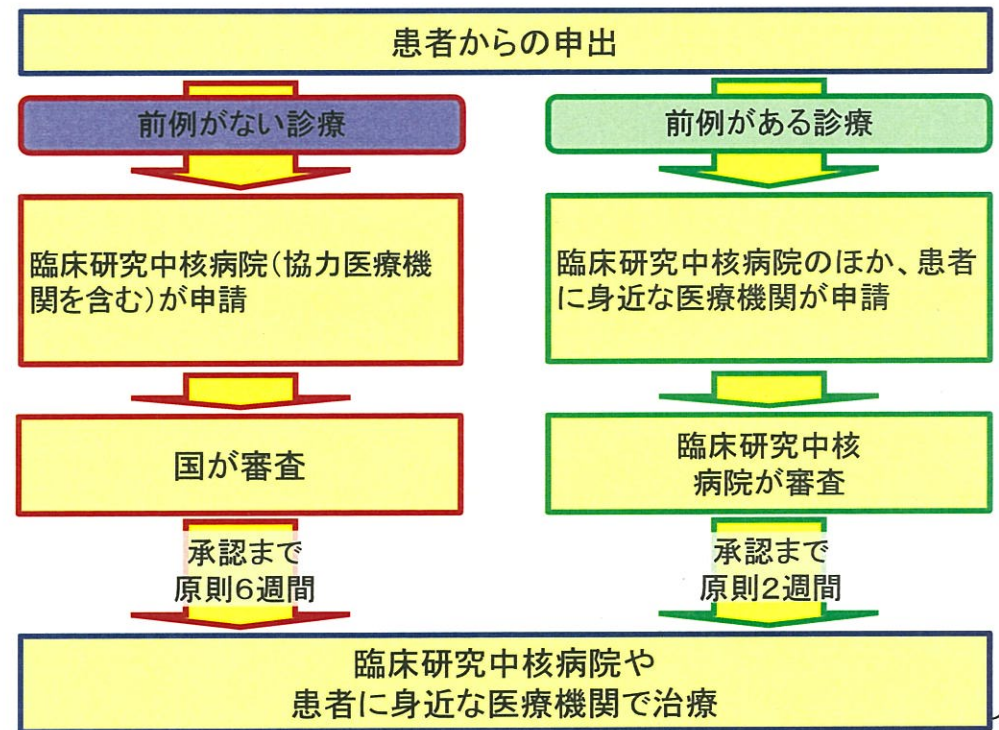 患者からの申出
前例がない診療
前例がある診療
臨床研究中核病院(協力医療機
関を含む)が申請
臨床研究中核病院のほか、患者
に身近な医療機関が申請
国が審査
臨床研究中核
病院が審査
承認まで
原則6週間
承認まで
原則2週間
臨床研究中核病院や
患者に身近な医療機関で治療